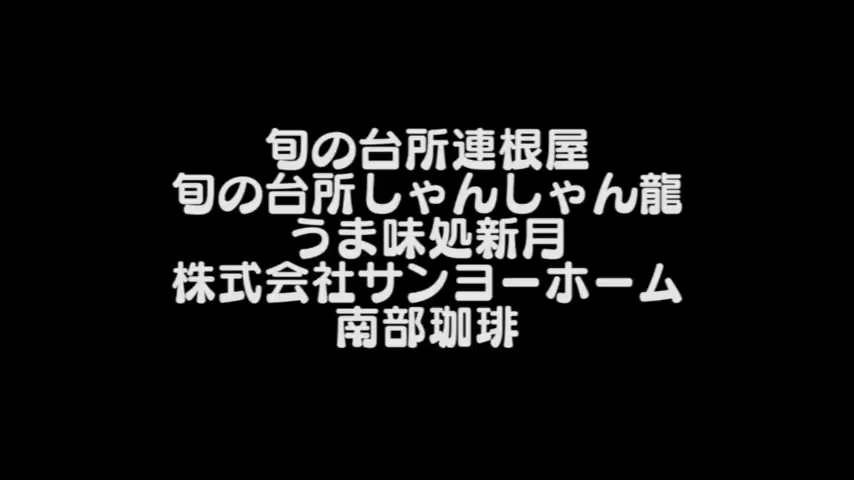 旬の台所連根屋
旬の台所しゃんしゃん龍
うま味処新月
株式会社サンヨーホーム
南部珈琲